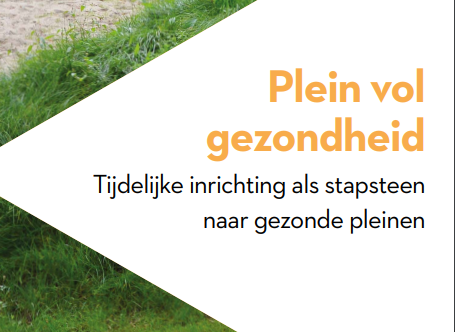 Plein vol
gezondheid
Tijdelijke inrichting als stapsteen
naar gezonde pleinen